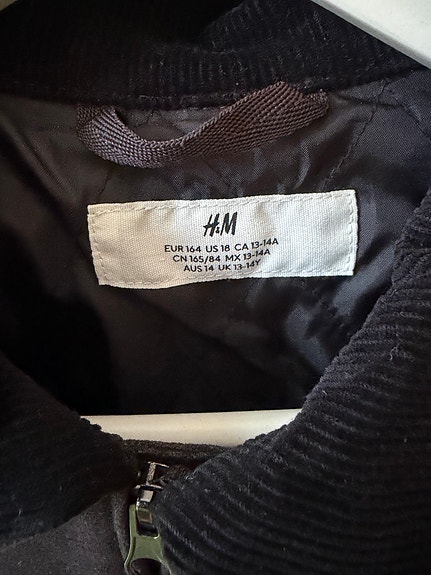 H&M
EUR 164 US 18 CA 13-14A
CN 165/84 MX 13-14A
AUS 14 UK 13-14Y